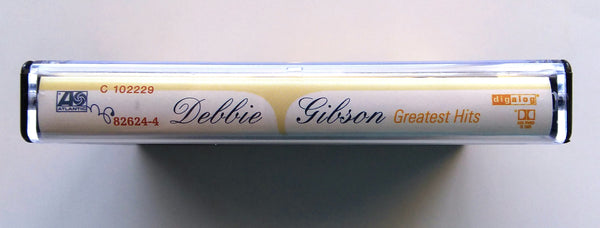 ATLANTIC
C 102229
82624-4
Debbie Gibson Greatest Hits
digalog